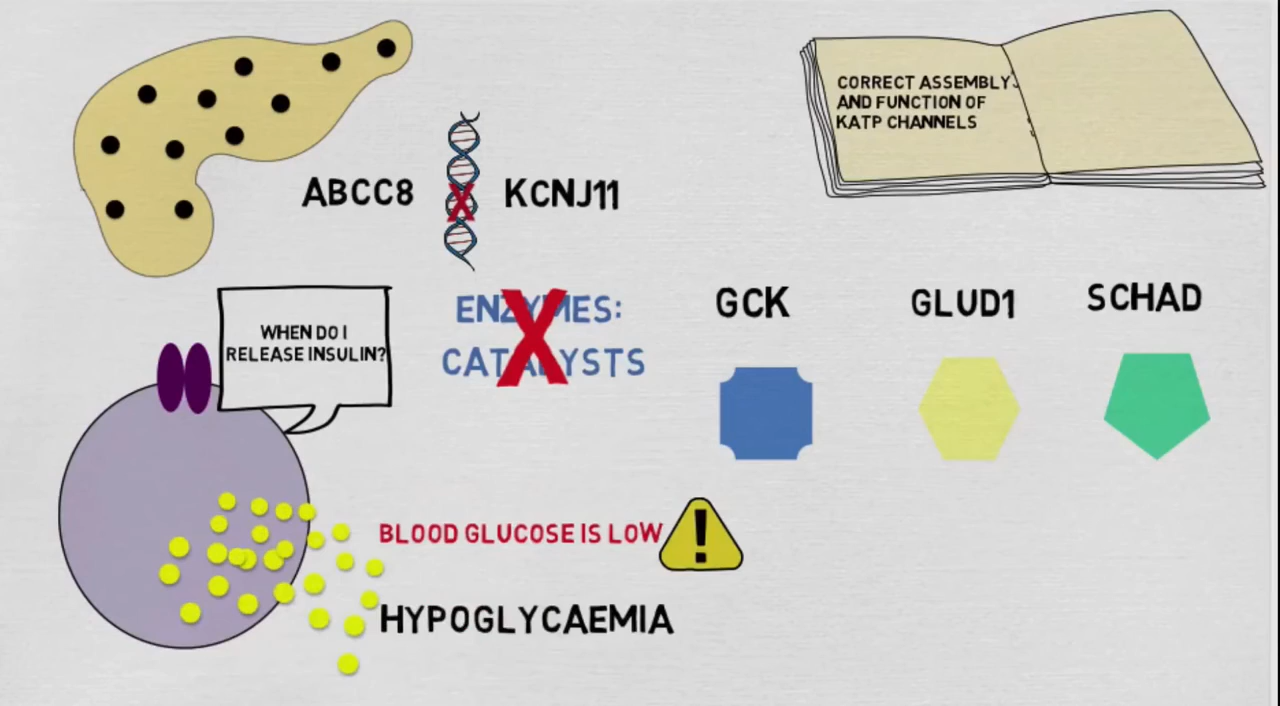 CORRECT ASSEMBLY
AND FUNCTION OF
KATP CHANNELS
ABCC8
KCNJ11
WHEN DO I
RELEASE INSULIN?
ENZYMES:
CATALYSTS
GCK
GLUD1
SCHAD
BLOOD GLUCOSE IS LOW
!
HYPOGLYCAEMIA